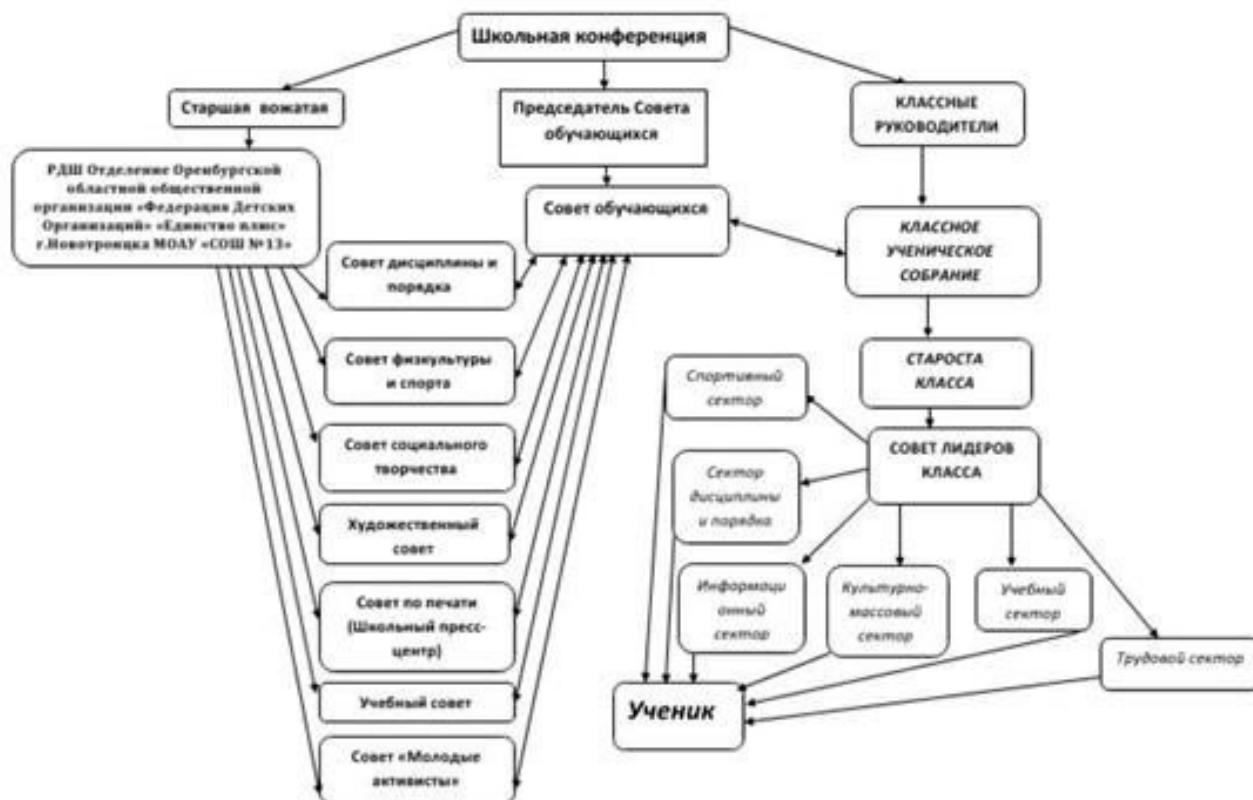 Школьная конференция
Старшая вожатая
Председатель Совета
обучающихся
КЛАССНЫЕ
РУКОВОДИТЕЛИ
РДШ Отделение Оренбургской
областной общественной
организации «Федерация Детских
Организаций» «Единство плюс»
г.Новотроицка МОАУ «СОШ №13»
Совет обучающихся
КЛАССНОЕ
УЧЕНИЧЕСКОЕ
СОБРАНИЕ
Совет дисциплины и
порядка
Совет физкультуры
и спорта
Совет социального
творчества
Художественный
совет
Совет по печати
(Школьный пресс-
центр)
Учебный совет
Совет «Молодые
активисты»
СТАРОСТА
КЛАССА
СОВЕТ ЛИДЕРОВ
КЛАССА
Спортивный
сектор
Сектор
дисциплины
и порядка
Информаци
онный
сектор
Культурно-
массовый
сектор
Учебный
сектор
Трудовой сектор
Ученик